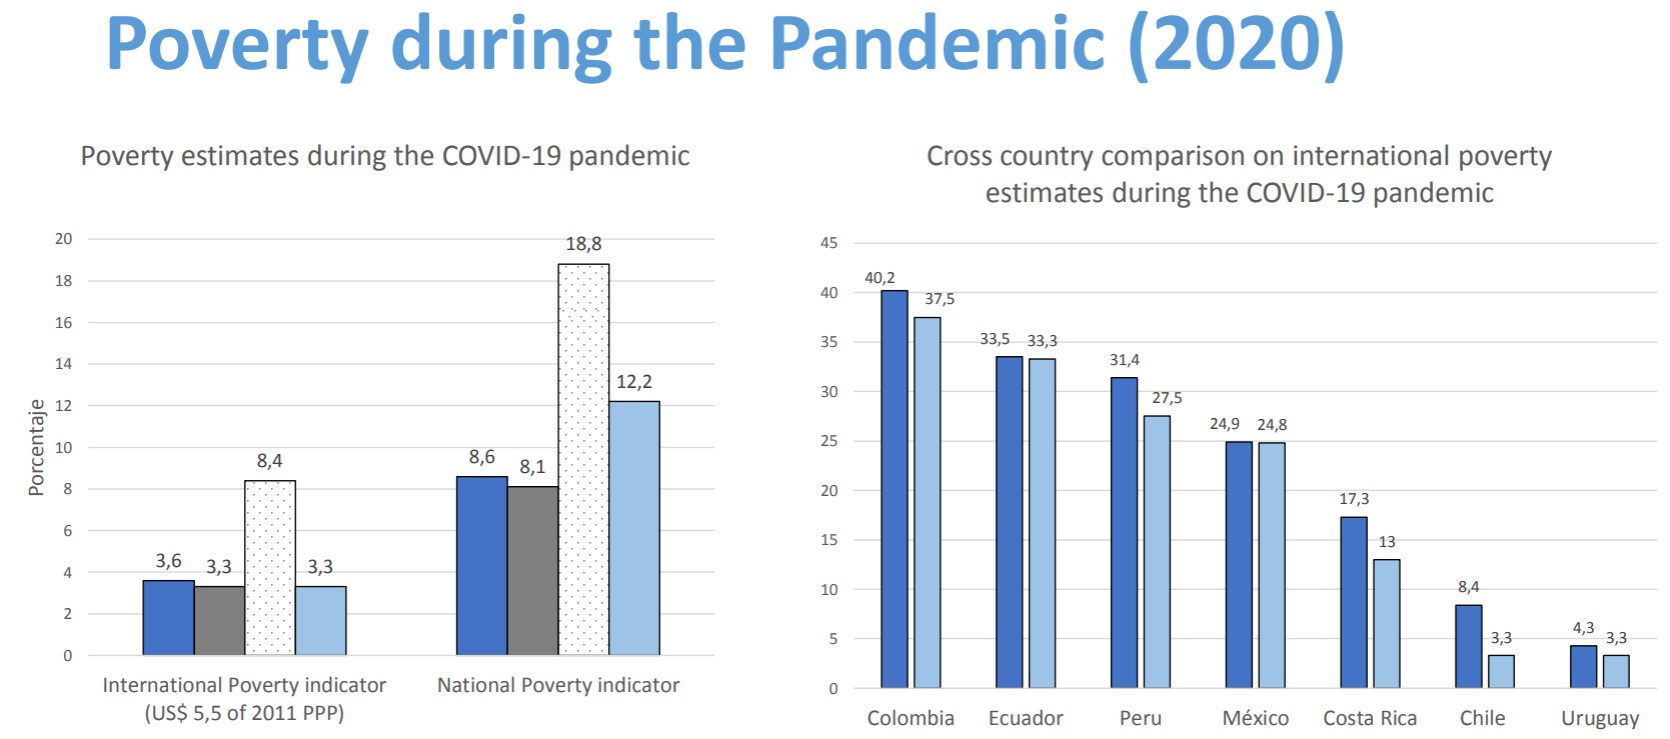 Poverty during the Pandemic (2020)
Poverty estimates during the COVID-19 pandemic
20
18
16
14
12
10
8
6
4
2
0
Porcentaje
3,6
3,3
8,4
3,3
8,6
8,1
18,8
12,2
International Poverty indicator
(US$ 5,5 of 2011 PPP)
National Poverty indicator
Cross country comparison on international poverty
estimates during the COVID-19 pandemic
45
40
35
30
25
20
15
10
5
0
40,2
37,5
33,5
33,3
31,4
27,5
24,9
24,8
17,3
13
8,4
3,3
4,3
3,3
Colombia
Ecuador
Peru
México
Costa Rica
Chile
Uruguay